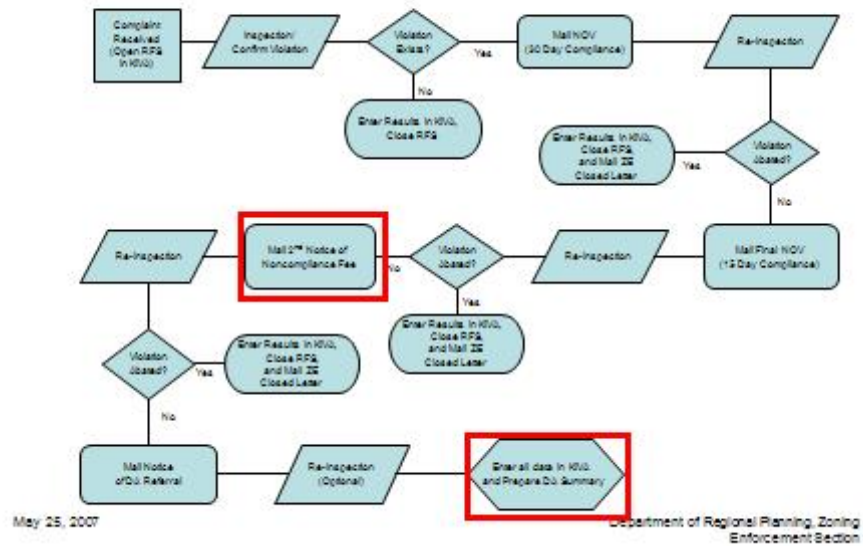 Complaint
Received
(Open RFS
in KIVA)
Inspection/
Confirm Violation
Violation
Exists?
Yes
Mail NOV
(30 Day Compliance)
Re-Inspection
No
Enter Results in KIVA,
Close RFS
Enter Results in KIVA,
Close RFS,
and Mail ZE
Closed Letter
Yes
Violation
Abated?
No
Re-Inspection
Mail 2ᴺᴰ Notice of
Noncompliance Fee
No
Violation
Abated?
Re-Inspection
Mail Final NOV
(15 Day Compliance)
Yes
Enter Results in KIVA,
Close RFS,
and Mail ZE
Closed Letter
Violation
Abated?
Yes
Enter Results in KIVA,
Close RFS,
and Mail ZE
Closed Letter
No
Mail Notice
of DA Referral
Re-Inspection
(Optional)
Enter all data in KIVA
and Prepare DA Summary
May 25, 2007
Department of Regional Planning, Zoning
Enforcement Section